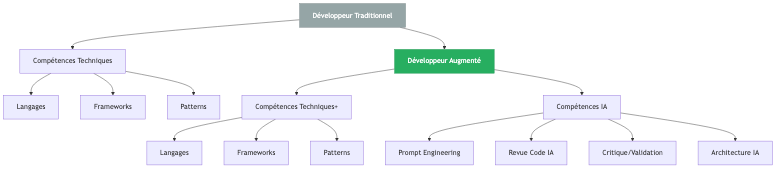 Développeur Traditionnel
Compétences Techniques
Développeur Augmenté
Langages
Frameworks
Patterns
Compétences Techniques+
Compétences IA
Langages
Frameworks
Patterns
Prompt Engineering
Revue Code IA
Critique/Validation
Architecture IA